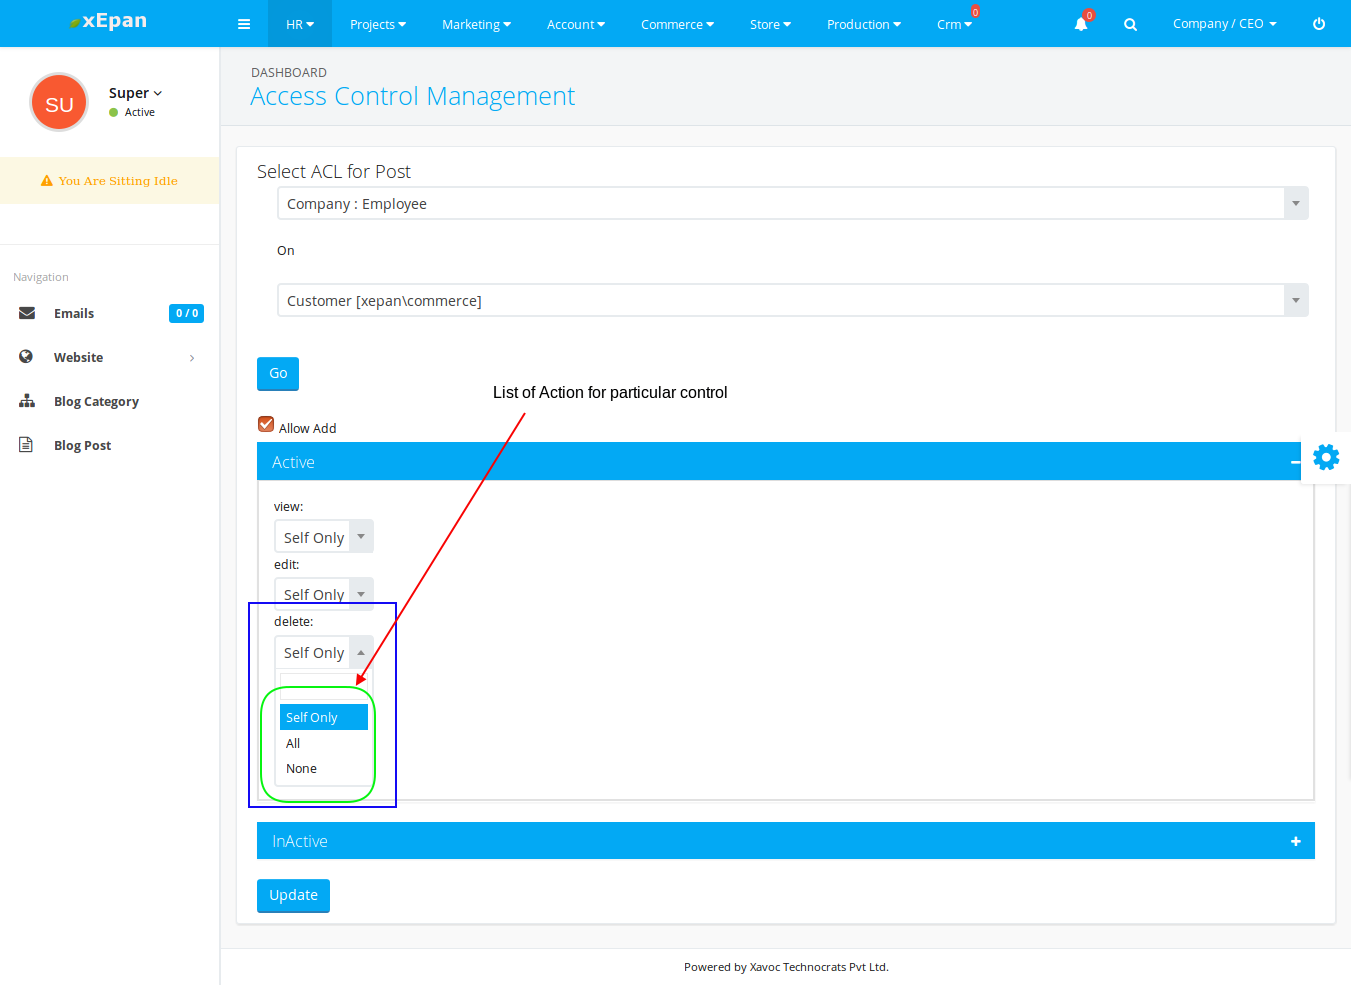 xEpan
HR Projects Marketing Account Commerce Store Production Crm 0 0 Company / CEO
SU
Super
Active
You Are Sitting Idle
Navigation
Emails 0 / 0
Website
Blog Category
Blog Post
DASHBOARD
Access Control Management
Select ACL for Post
Company : Employee
On
Customer [xepan\commerce]
Go
List of Action for particular control
Allow Add
Active
view:
Self Only
edit:
Self Only
delete:
Self Only
Self Only
All
None
InActive
Update
Powered by Xavoc Technocrats Pvt Ltd.